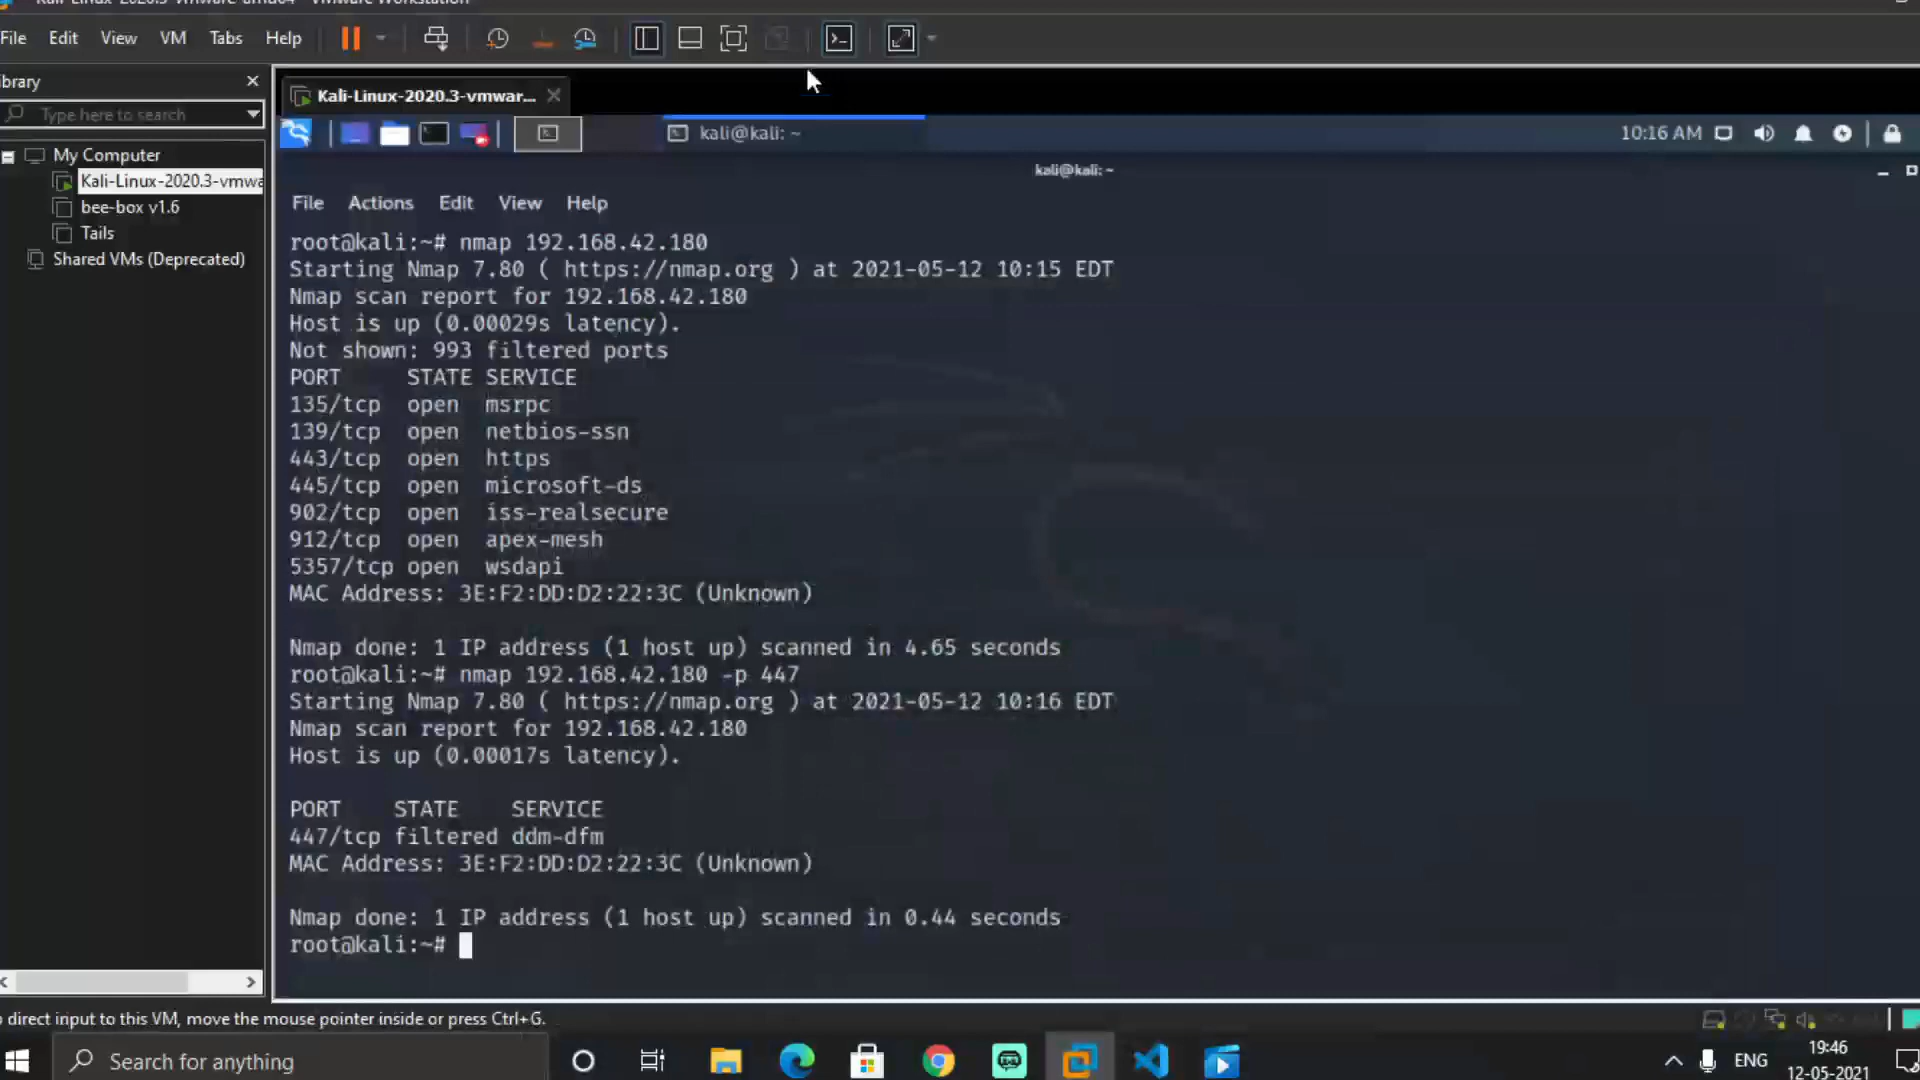 File Edit View VM Tabs Help
ibrary
Type here to search
Kali-Linux-2020.3-vmwar...
My Computer
Kali-Linux-2020.3-vmwa
bee-box v1.6
Tails
Shared VMs (Deprecated)
kali@kali: ~
10:16 AM
kali@kali: ~
File Actions Edit View Help
root@kali:~# nmap 192.168.42.180
Starting Nmap 7.80 ( https://nmap.org ) at 2021-05-12 10:15 EDT
Nmap scan report for 192.168.42.180
Host is up (0.00029s latency).
Not shown: 993 filtered ports
PORT STATE SERVICE
135/tcp open msrpc
139/tcp open netbios-ssn
443/tcp open https
445/tcp open microsoft-ds
902/tcp open iss-realsecure
912/tcp open apex-mesh
5357/tcp open wsdapi
MAC Address: 3E:F2:DD:D2:22:3C (Unknown)
Nmap done: 1 IP address (1 host up) scanned in 4.65 seconds
root@kali:~# nmap 192.168.42.180 -p 447
Starting Nmap 7.80 ( https://nmap.org ) at 2021-05-12 10:16 EDT
Nmap scan report for 192.168.42.180
Host is up (0.00017s latency).
PORT STATE SERVICE
447/tcp filtered ddm-dfm
MAC Address: 3E:F2:DD:D2:22:3C (Unknown)
Nmap done: 1 IP address (1 host up) scanned in 0.44 seconds
root@kali:~#
direct input to this VM, move the mouse pointer inside or press Ctrl+G.
Search for anything
ENG
19:46
12-05-2021